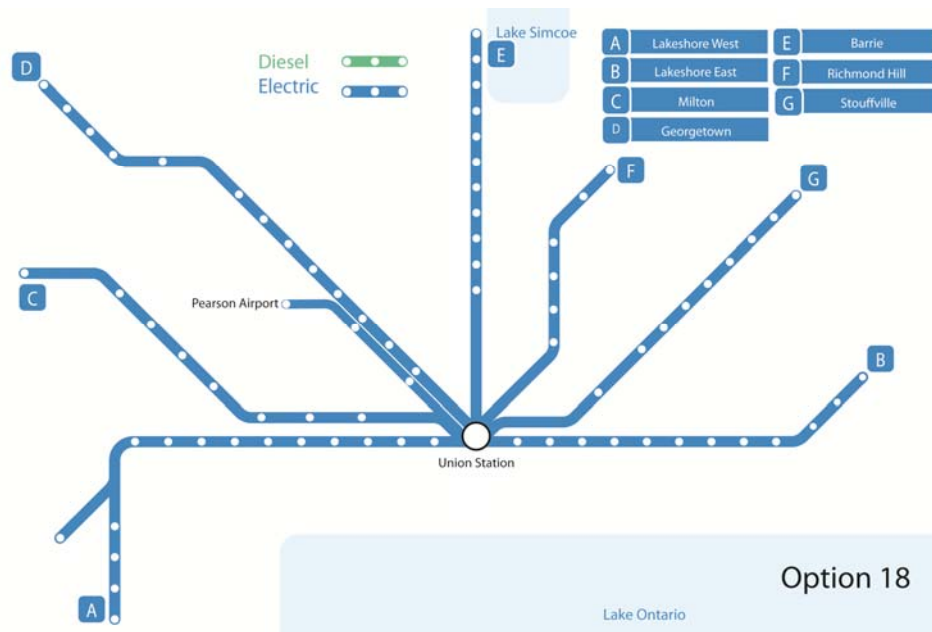 Lake Simcoe
E
A Lakeshore West
E Barrie
B Lakeshore East
F Richmond Hill
C Milton
G Stouffville
D Georgetown
D
Diesel
Electric
F
G
C
Pearson Airport
B
Union Station
A
Option 18
Lake Ontario